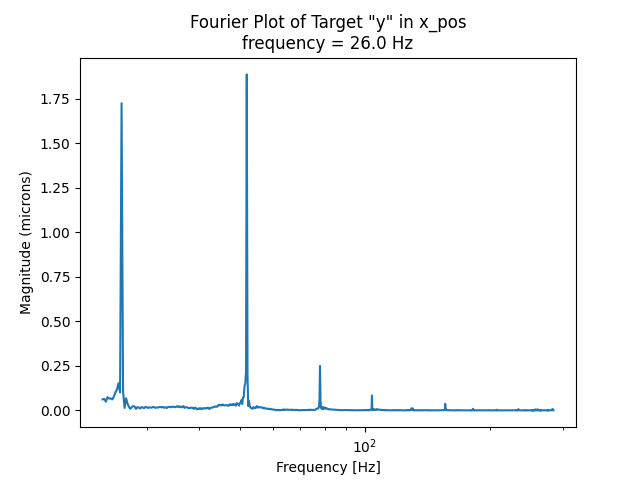 Fourier Plot of Target "y" in x_pos
frequency = 26.0 Hz
1.75
1.50
1.25
1.00
0.75
0.50
0.25
0.00
Magnitude (microns)
10²
Frequency [Hz]